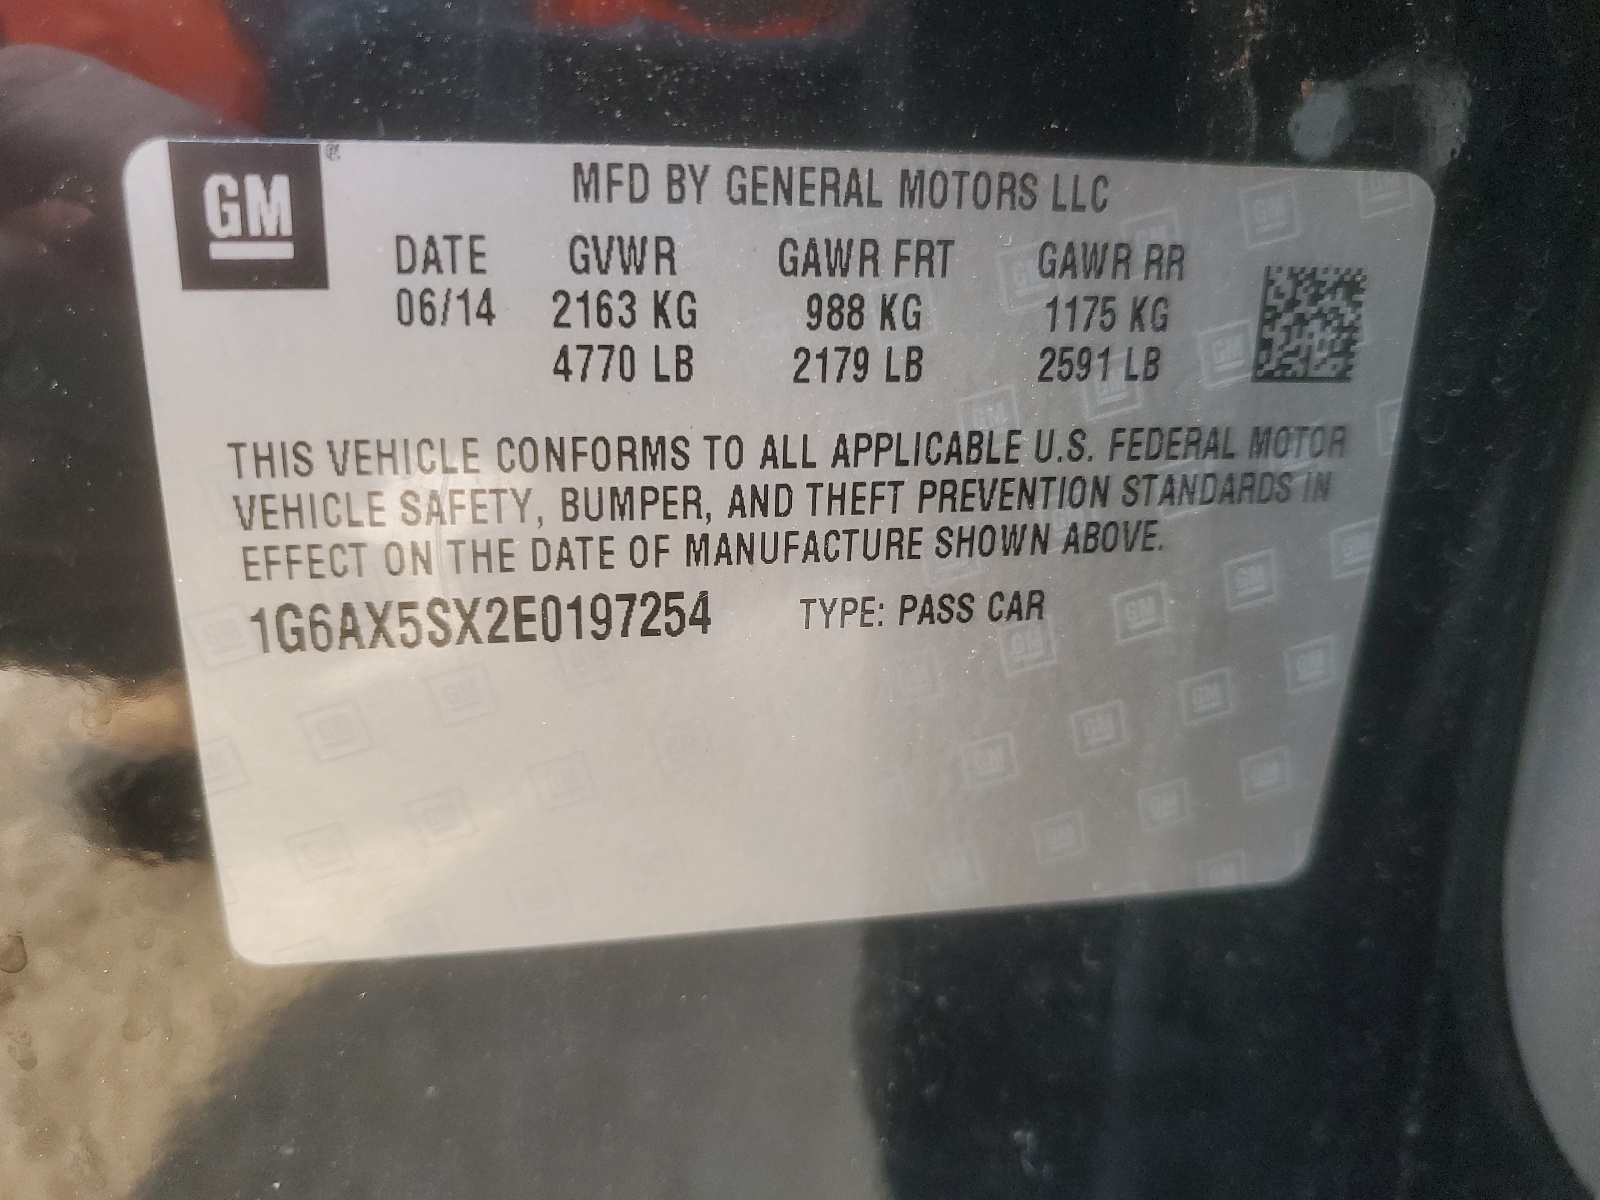 GM
MFD BY GENERAL MOTORS LLC
DATE GVWR GAWR FRT GAWR RR
06/14 2163 KG 988 KG 1175 KG
4770 LB 2179 LB 2591 LB
THIS VEHICLE CONFORMS TO ALL APPLICABLE U.S. FEDERAL MOTOR
VEHICLE SAFETY, BUMPER, AND THEFT PREVENTION STANDARDS IN
EFFECT ON THE DATE OF MANUFACTURE SHOWN ABOVE.
1G6AX5SX2E0197254 TYPE: PASS CAR